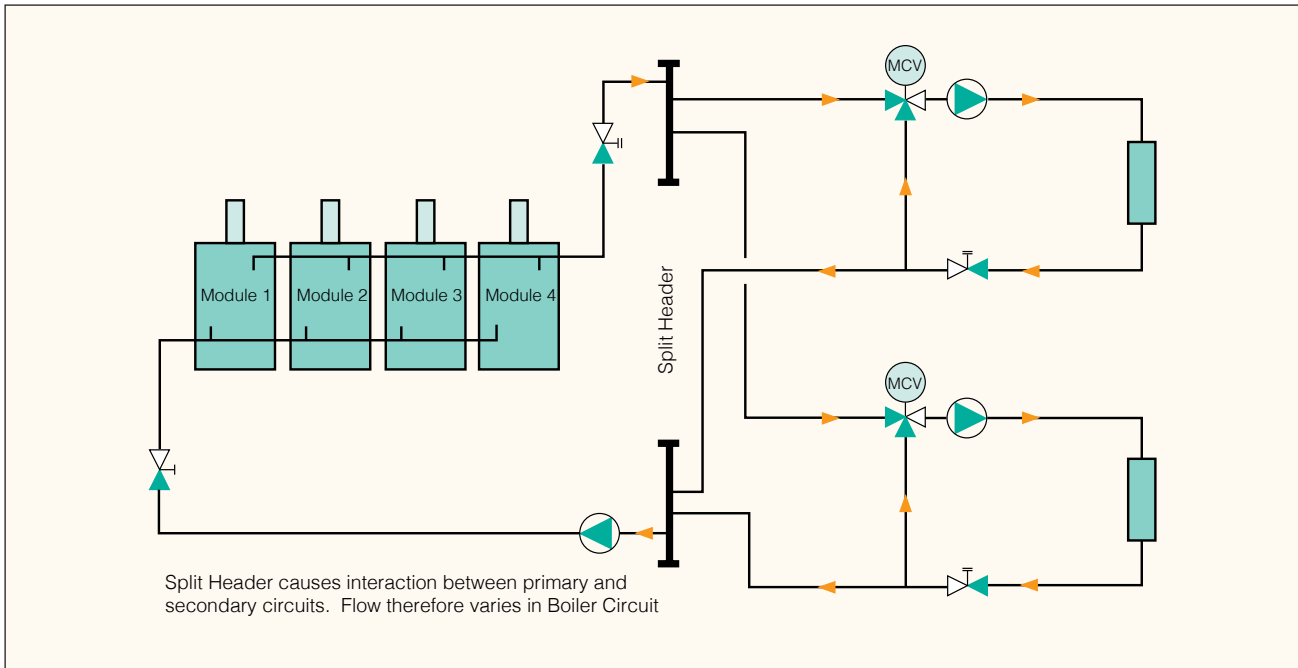 MCV
Module 1
Module 2
Module 3
Module 4
Split Header
MCV
Split Header causes interaction between primary and
secondary circuits. Flow therefore varies in Boiler Circuit